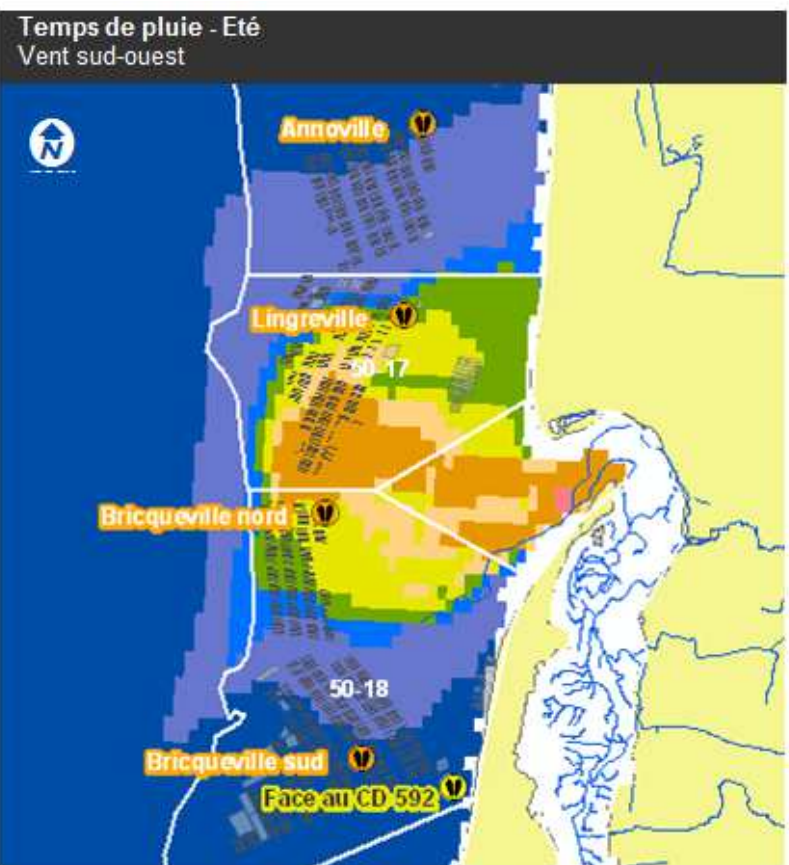 Temps de pluie - Eté
Vent sud-ouest
N
Annoville
Lingreville
50-17
Bricqueville nord
50-18
Bricqueville sud
Face au CD 592